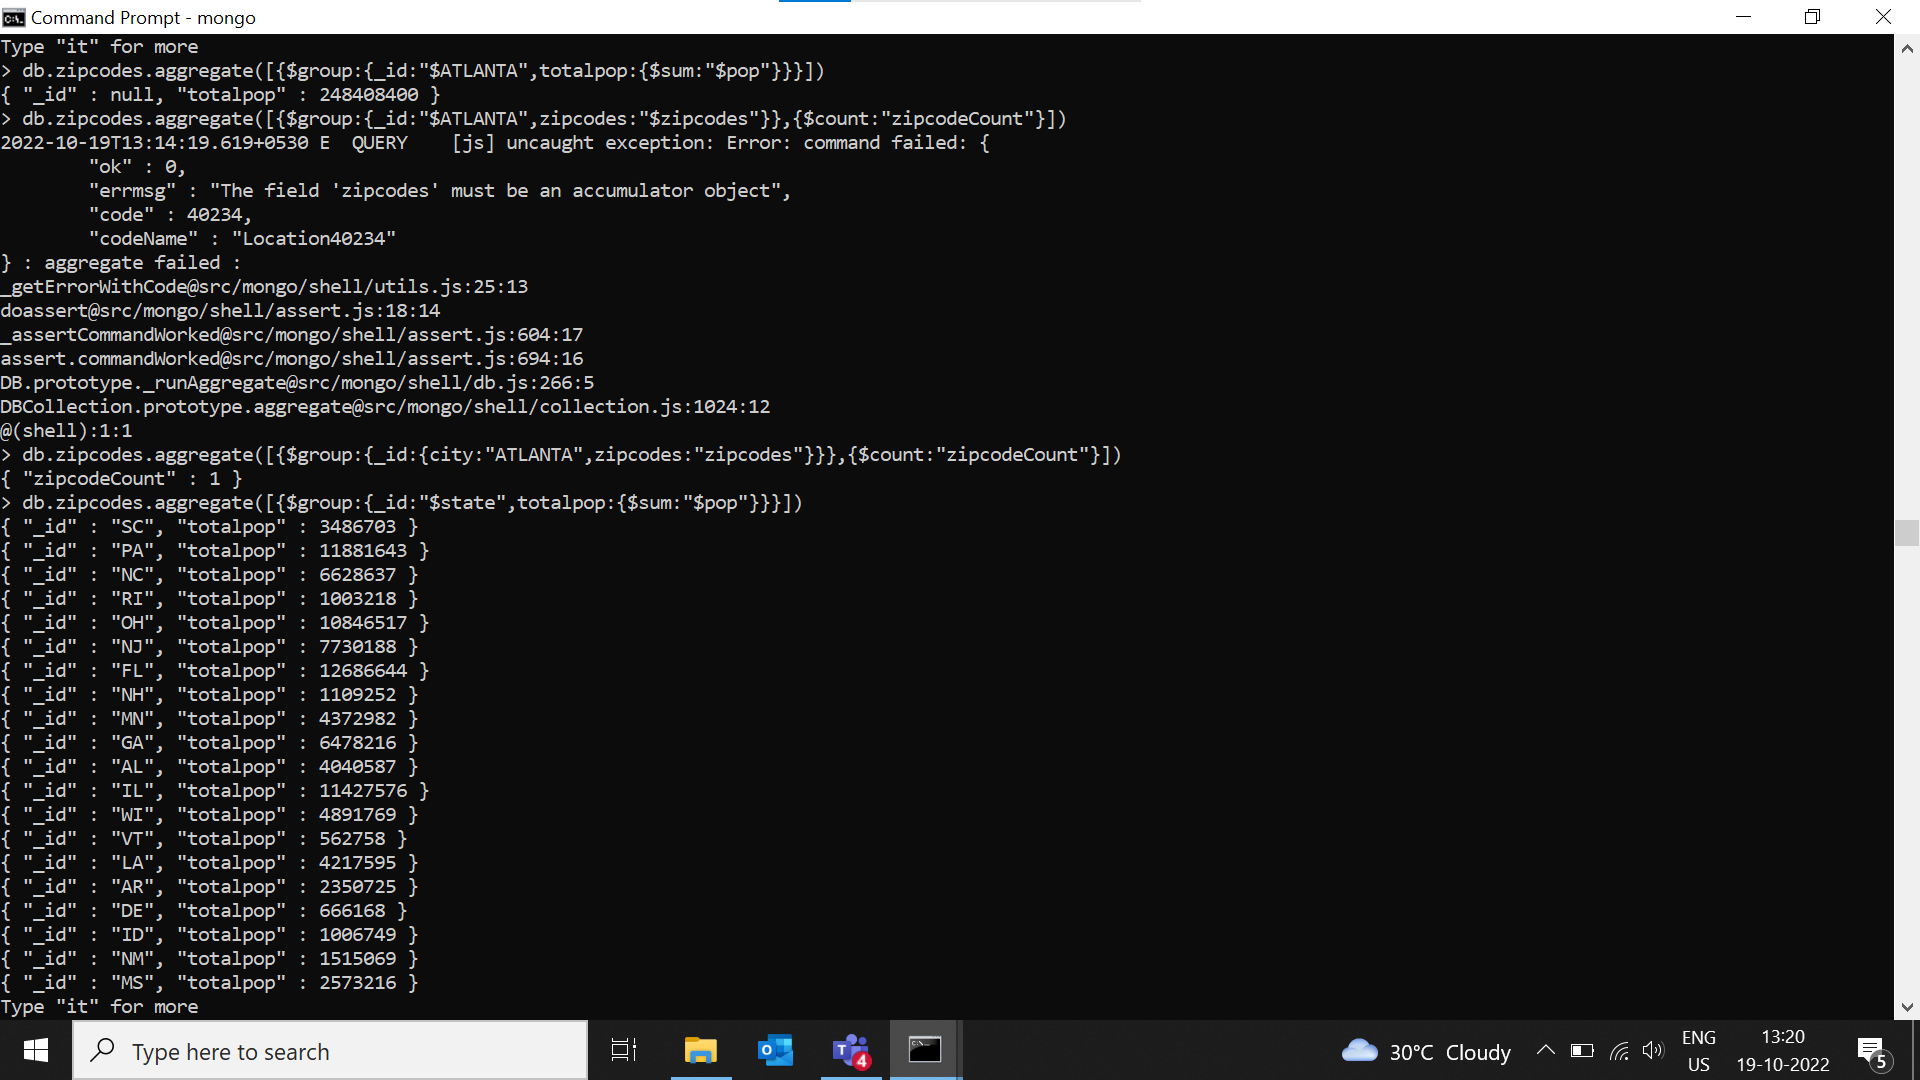 Command Prompt - mongo
Type "it" for more
> db.zipcodes.aggregate([{$group:{_id:"$ATLANTA",totalpop:{$sum:"$pop"}}}])
{ "_id" : null, "totalpop" : 248408400 }
> db.zipcodes.aggregate([{$group:{_id:"$ATLANTA",zipcodes:"$zipcodes"}},{$count:"zipcodeCount"}])
2022-10-19T13:14:19.619+0530 E  QUERY    [js] uncaught exception: Error: command failed: {
        "ok" : 0,
        "errmsg" : "The field 'zipcodes' must be an accumulator object",
        "code" : 40234,
        "codeName" : "Location40234"
} : aggregate failed :
_getErrorWithCode@src/mongo/shell/utils.js:25:13
doassert@src/mongo/shell/assert.js:18:14
_assertCommandWorked@src/mongo/shell/assert.js:604:17
assert.commandWorked@src/mongo/shell/assert.js:694:16
DB.prototype._runAggregate@src/mongo/shell/db.js:266:5
DBCollection.prototype.aggregate@src/mongo/shell/collection.js:1024:12
@(shell):1:1
> db.zipcodes.aggregate([{$group:{_id:{city:"ATLANTA",zipcodes:"zipcodes"}}},{$count:"zipcodeCount"}])
{ "zipcodeCount" : 1 }
> db.zipcodes.aggregate([{$group:{_id:"$state",totalpop:{$sum:"$pop"}}}])
{ "_id" : "SC", "totalpop" : 3486703 }
{ "_id" : "PA", "totalpop" : 11881643 }
{ "_id" : "NC", "totalpop" : 6628637 }
{ "_id" : "RI", "totalpop" : 1003218 }
{ "_id" : "OH", "totalpop" : 10846517 }
{ "_id" : "NJ", "totalpop" : 7730188 }
{ "_id" : "FL", "totalpop" : 12686644 }
{ "_id" : "NH", "totalpop" : 1109252 }
{ "_id" : "MN", "totalpop" : 4372982 }
{ "_id" : "GA", "totalpop" : 6478216 }
{ "_id" : "AL", "totalpop" : 4040587 }
{ "_id" : "IL", "totalpop" : 11427576 }
{ "_id" : "WI", "totalpop" : 4891769 }
{ "_id" : "VT", "totalpop" : 562758 }
{ "_id" : "LA", "totalpop" : 4217595 }
{ "_id" : "AR", "totalpop" : 2350725 }
{ "_id" : "DE", "totalpop" : 666168 }
{ "_id" : "ID", "totalpop" : 1006749 }
{ "_id" : "NM", "totalpop" : 1515069 }
{ "_id" : "MS", "totalpop" : 2573216 }
Type "it" for more
Type here to search
4
30°C Cloudy
ENG
US
13:20
19-10-2022
5